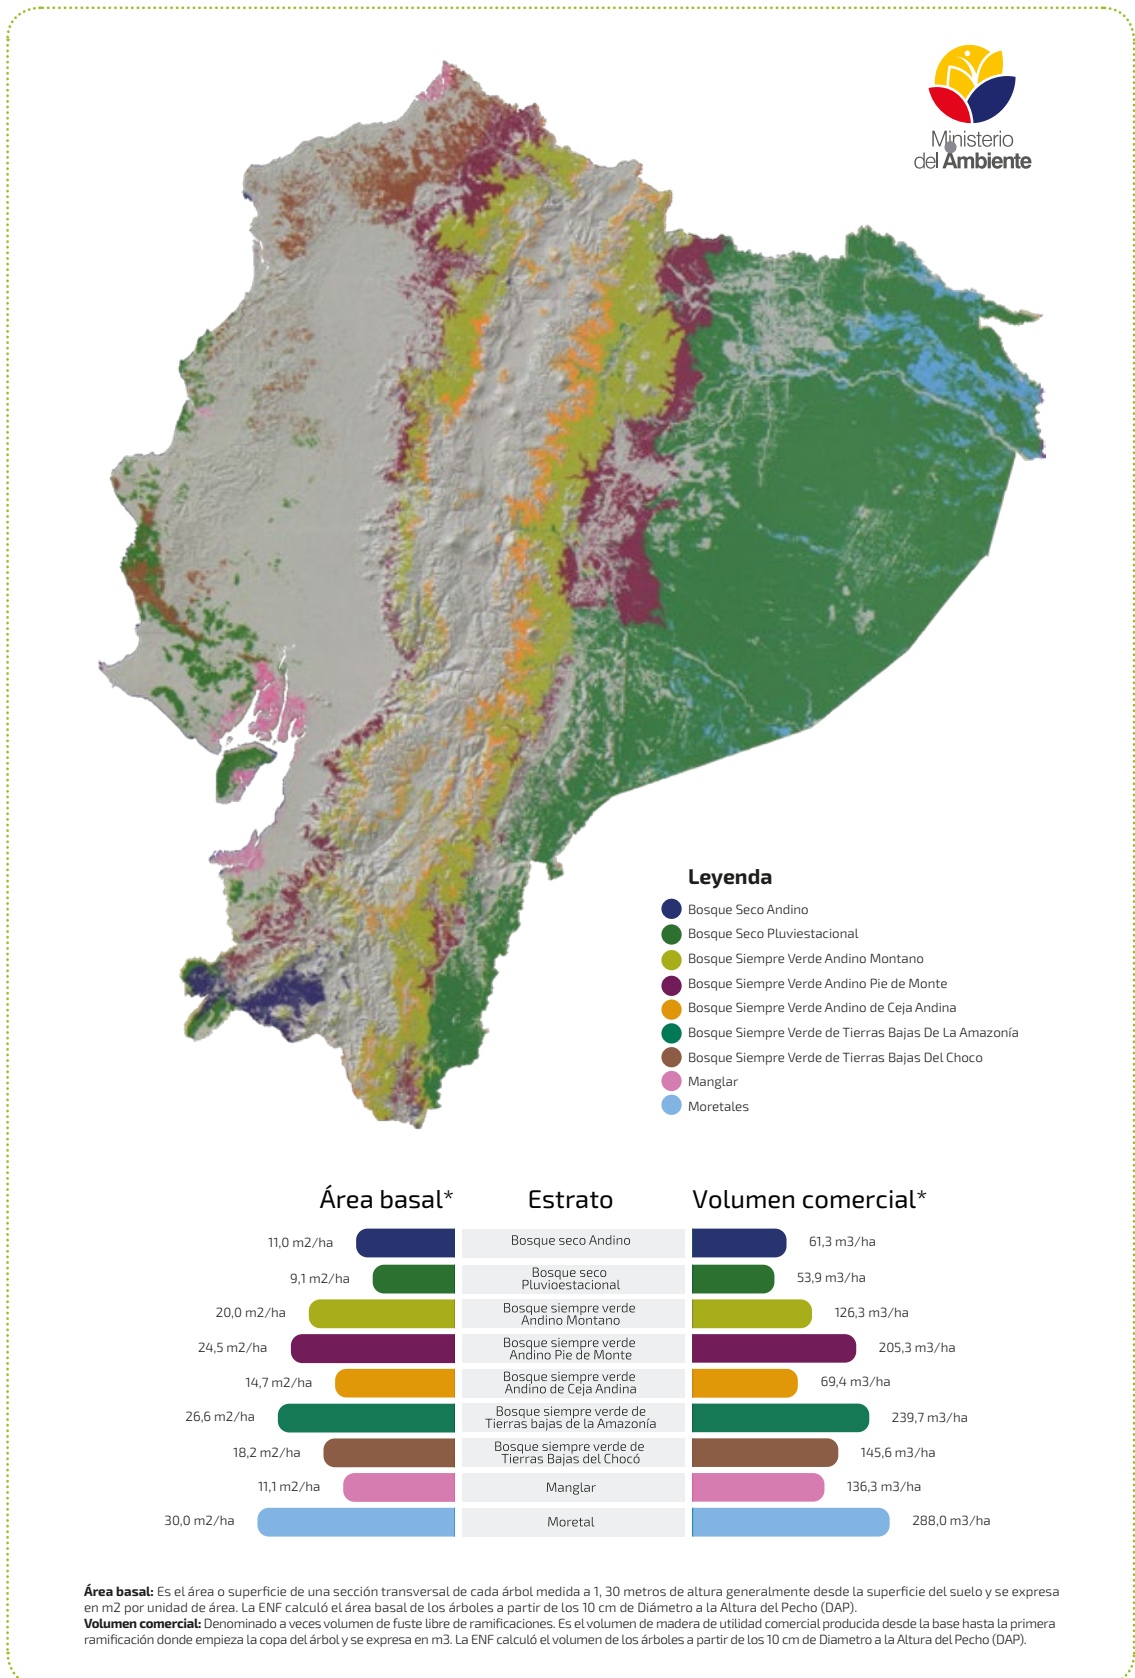 Ministerio
del Ambiente
Leyenda
Bosque Seco Andino
Bosque Seco Pluviestacional
Bosque Siempre Verde Andino Montano
Bosque Siempre Verde Andino Pie de Monte
Bosque Siempre Verde Andino de Ceja Andina
Bosque Siempre Verde de Tierras Bajas De La Amazonía
Bosque Siempre Verde de Tierras Bajas Del Choco
Manglar
Moretales
Área basal* Estrato Volumen comercial*
11,0 m2/ha Bosque seco Andino 61,3 m3/ha
9,1 m2/ha Bosque seco
Pluvioestacional 53,9 m3/ha
20,0 m2/ha Bosque siempre verde
Andino Montano 126,3 m3/ha
24,5 m2/ha Bosque siempre verde
Andino Pie de Monte 205,3 m3/ha
14,7 m2/ha Bosque siempre verde
Andino de Ceja Andina 69,4 m3/ha
26,6 m2/ha Bosque siempre verde de
Tierras bajas de la Amazonía 239,7 m3/ha
18,2 m2/ha Bosque siempre verde de
Tierras Bajas del Chocó 145,6 m3/ha
11,1 m2/ha Manglar 136,3 m3/ha
30,0 m2/ha Moretal 288,0 m3/ha
Área basal: Es el área o superficie de una sección transversal de cada árbol medida a 1, 30 metros de altura generalmente desde la superficie del suelo y se expresa
en m2 por unidad de área. La ENF calculó el área basal de los árboles a partir de los 10 cm de Diámetro a la Altura del Pecho (DAP).
Volumen comercial: Denominado a veces volumen de fuste libre de ramificaciones. Es el volumen de madera de utilidad comercial producida desde la base hasta la primera
ramificación donde empieza la copa del árbol y se expresa en m3. La ENF calculó el volumen de los árboles a partir de los 10 cm de Diametro a la Altura del Pecho (DAP).